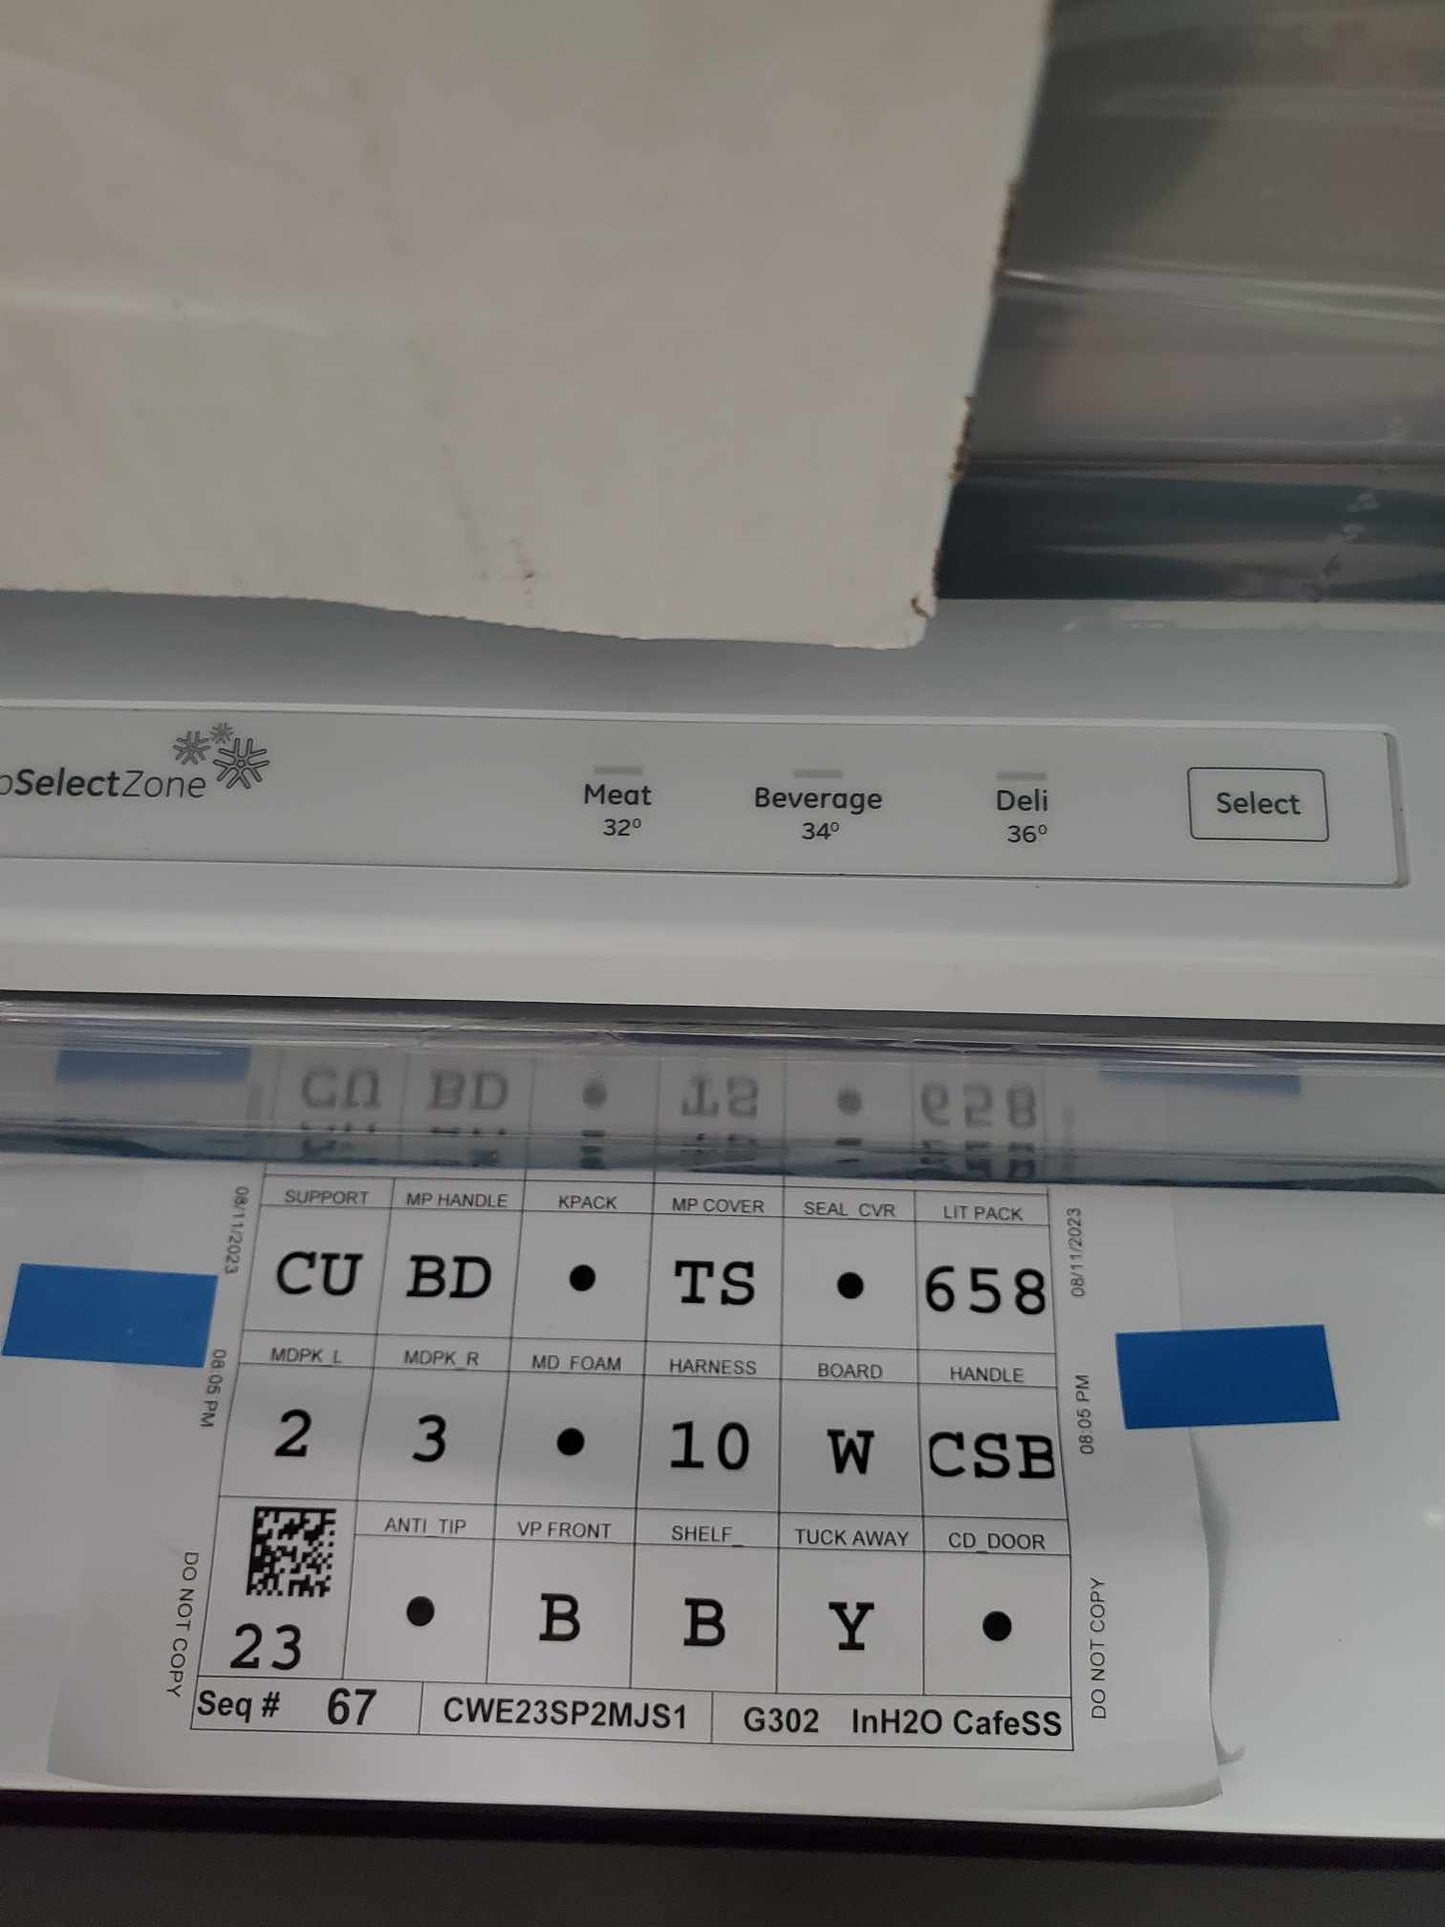 SelectZone
Meat Beverage Deli Select
32° 34° 36°
SUPPORT MP HANDLE KPACK MP COVER SEAL_CVR LIT PACK
CU BD ● TS ● 658
MDPK_L MDPK_R MD_FOAM HARNESS BOARD HANDLE
2 3 ● 10 W CSB
ANTI_TIP VP FRONT SHELF_ TUCK AWAY CD_DOOR
23 ● B B Y ●
Seq # 67 CWE23SP2MJS1 G302 InH2O CafeSS
08/11/2023
08:05 PM
DO NOT COPY
08/11/2023
08:05 PM
DO NOT COPY